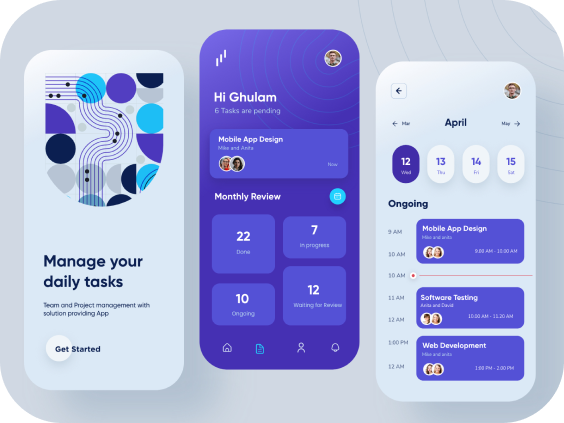 Manage your
daily tasks
Team and Project management with
solution providing App
Get Started
Hi Ghulam
6 Tasks are pending
Mobile App Design
Mike and Anita
Now
Monthly Review
22
Done
7
In progress
10
Ongoing
12
Waiting for Review
Mar
April
May
12
Wed
13
Thu
14
Fri
15
Sat
Ongoing
9 AM
Mobile App Design
Mike and anita
10 AM
9:00 AM - 10.00 AM
10 AM
11 AM
Software Testing
Anita and David
12 AM
10:00 AM - 11.20 AM
1:00 PM
Web Development
Mike and anita
12 AM
1:00 PM - 2.00 PM